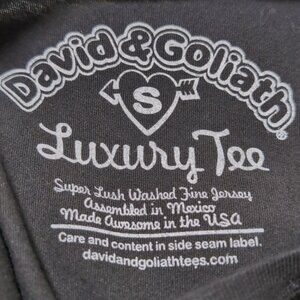 David & Goliath®
S
Luxury Tee
Super Lush Washed Fine Jersey
Assembled in Mexico
Made Awesome in the USA
Care and content in side seam label.
davidandgoliathtees.com